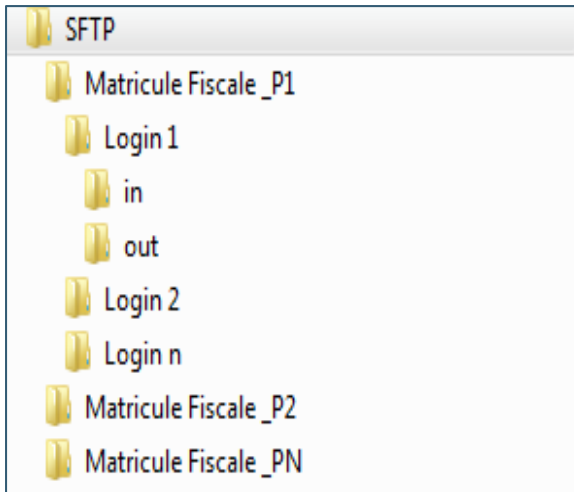 SFTP
Matricule Fiscale _P1
Login 1
in
out
Login 2
Login n
Matricule Fiscale _P2
Matricule Fiscale _PN